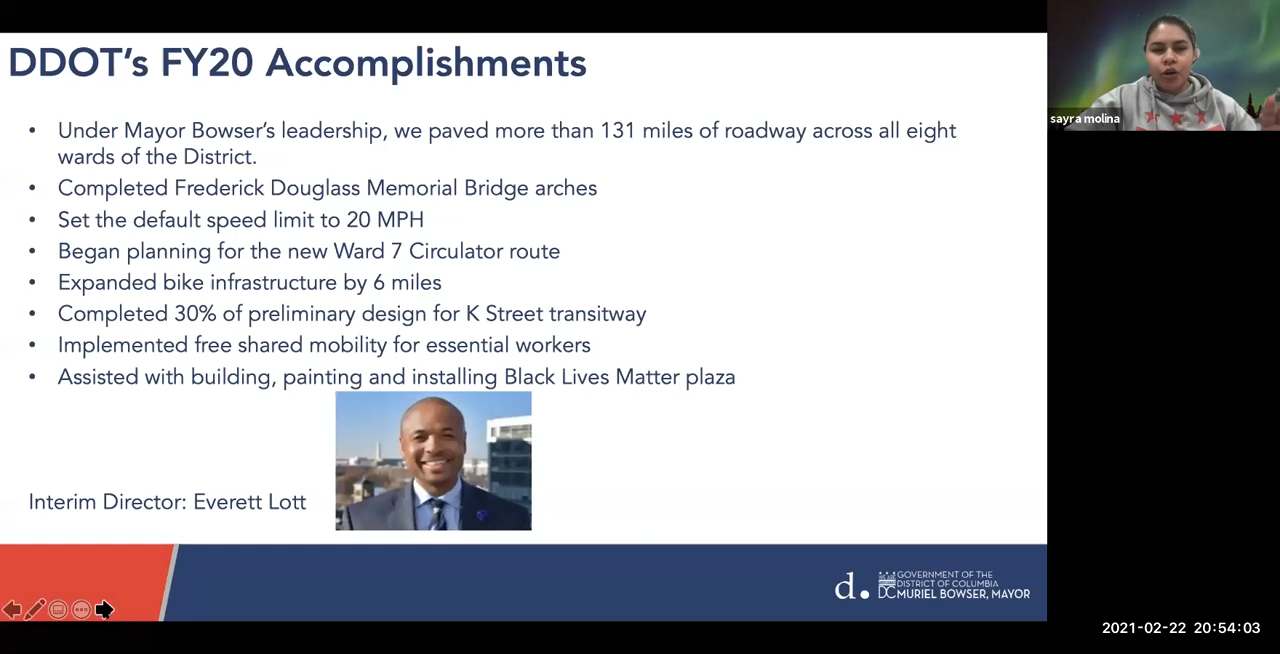 DDOT's FY20 Accomplishments
• Under Mayor Bowser's leadership, we paved more than 131 miles of roadway across all eight
wards of the District.
• Completed Frederick Douglass Memorial Bridge arches
• Set the default speed limit to 20 MPH
• Began planning for the new Ward 7 Circulator route
• Expanded bike infrastructure by 6 miles
• Completed 30% of preliminary design for K Street transitway
• Implemented free shared mobility for essential workers
• Assisted with building, painting and installing Black Lives Matter plaza
Interim Director: Everett Lott
d.
GOVERNMENT OF THE
DISTRICT OF COLUMBIA
DC MURIEL BOWSER, MAYOR
sayra molina
2021-02-22 20:54:03